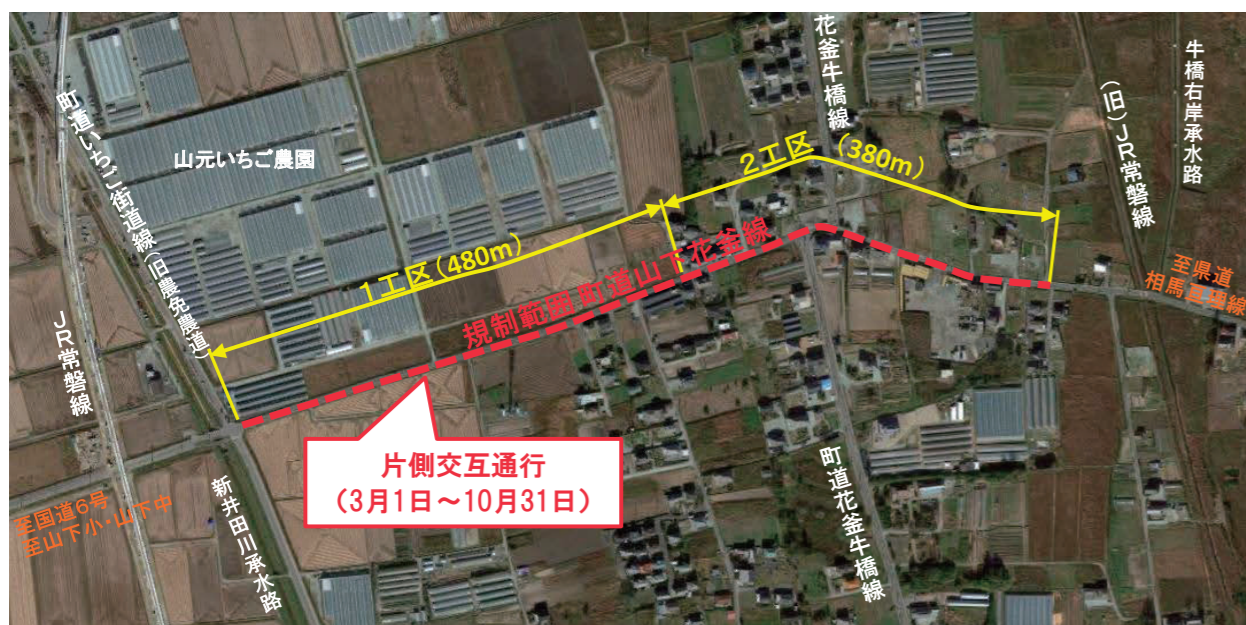 町道いちご街道線(旧農免農道)
山元いちご農園
花釜牛橋線
2工区 (380m)
(旧)JR常磐線
牛橋右岸承水路
1工区(480m)
規制範囲 町道山下花釜線
至県道
相馬亘理線
JR常磐線
片側交互通行
(3月1日～10月31日)
至国道6号
至山下小・山下中
新井田川承水路
町道花釜牛橋線